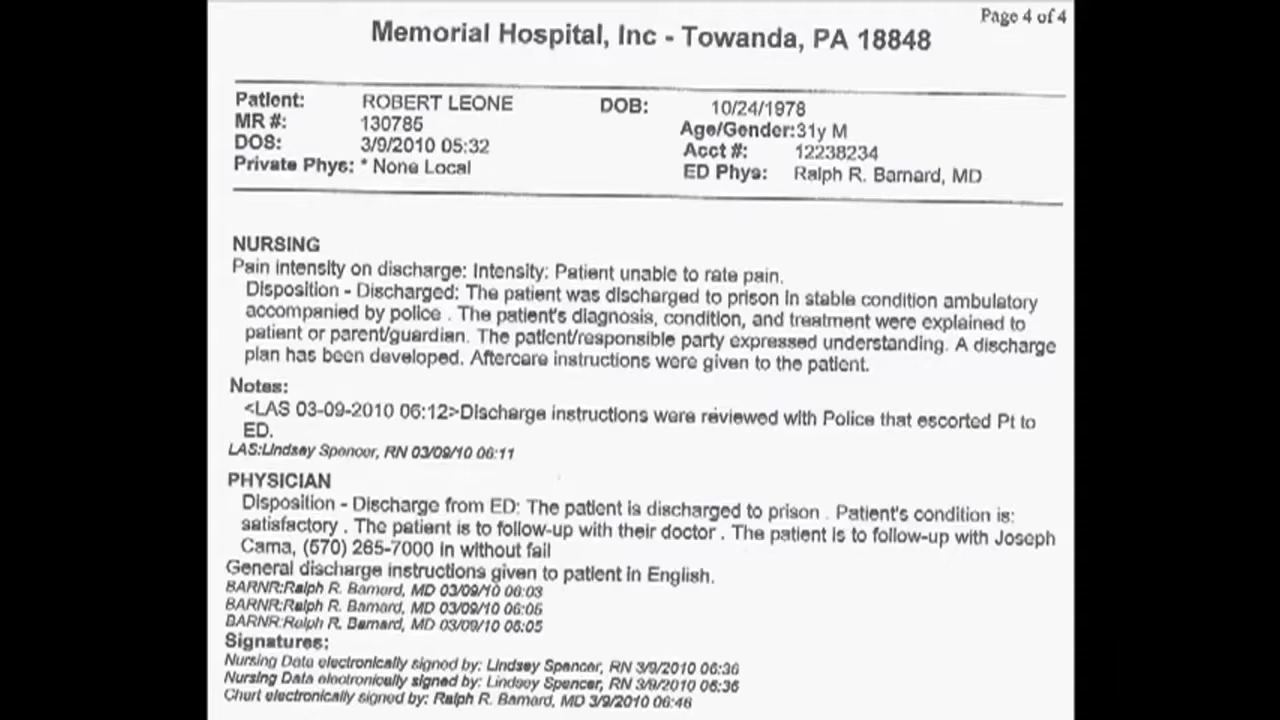 Page 4 of 4
Memorial Hospital, Inc - Towanda, PA 18848
Patient: ROBERT LEONE DOB: 10/24/1978
MR #: 130785 Age/Gender:31y M
DOS: 3/9/2010 05:32 Acct #: 12238234
Private Phys: * None Local ED Phys: Ralph R. Barnard, MD
NURSING
Pain intensity on discharge: Intensity: Patient unable to rate pain.
Disposition - Discharged: The patient was discharged to prison in stable condition ambulatory
accompanied by police . The patient's diagnosis, condition, and treatment were explained to
patient or parent/guardian. The patient/responsible party expressed understanding. A discharge
plan has been developed. Aftercare instructions were given to the patient.
Notes:
<LAS 03-09-2010 06:12>Discharge instructions were reviewed with Police that escorted Pt to
ED.
LAS:Lindsey Spencer, RN 03/09/10 06:11
PHYSICIAN
Disposition - Discharge from ED: The patient is discharged to prison . Patient's condition is:
satisfactory . The patient is to follow-up with their doctor . The patient is to follow-up with Joseph
Cama, (570) 265-7000 in without fail
General discharge instructions given to patient in English.
BARNR:Ralph R. Barnard, MD 03/09/10 06:03
BARNR:Ralph R. Barnard, MD 03/09/10 06:05
BARNR:Ralph R. Barnard, MD 03/09/10 06:05
Signatures:
Nursing Data electronically signed by: Lindsey Spencer, RN 3/9/2010 06:36
Nursing Data electronically signed by: Lindsey Spencer, RN 3/9/2010 06:36
Chart electronically signed by: Ralph R. Barnard, MD 3/9/2010 06:46